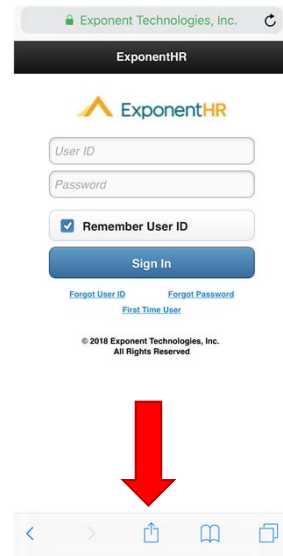 Exponent Technologies, Inc.
ExponentHR
ExponentHR
User ID
Password
Remember User ID
Sign In
Forgot User ID Forgot Password
First Time User
© 2018 Exponent Technologies, Inc.
All Rights Reserved